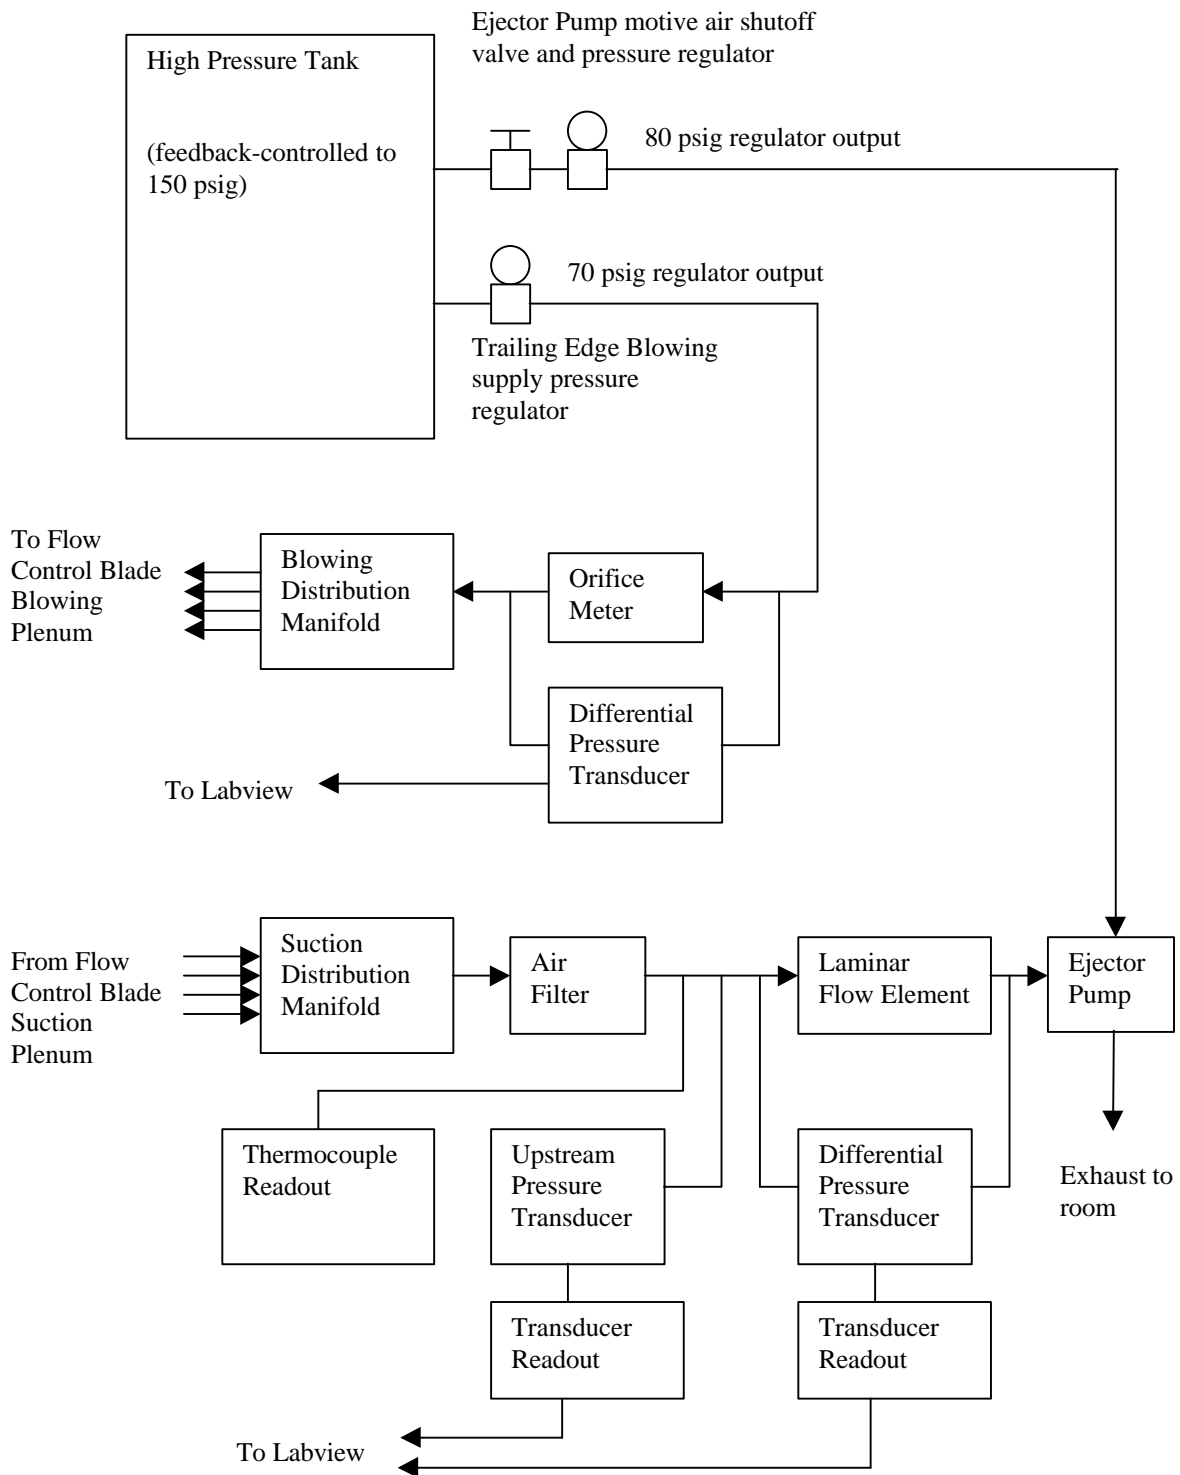 Ejector Pump motive air shutoff
valve and pressure regulator
High Pressure Tank
80 psig regulator output
(feedback-controlled to
150 psig)
70 psig regulator output
Trailing Edge Blowing
supply pressure
regulator
To Flow
Control Blade
Blowing
Plenum
Blowing
Distribution
Manifold
Orifice
Meter
Differential
Pressure
Transducer
To Labview
From Flow
Control Blade
Suction
Plenum
Suction
Distribution
Manifold
Air
Filter
Laminar
Flow Element
Ejector
Pump
Thermocouple
Readout
Upstream
Pressure
Transducer
Differential
Pressure
Transducer
Exhaust to
room
Transducer
Readout
Transducer
Readout
To Labview